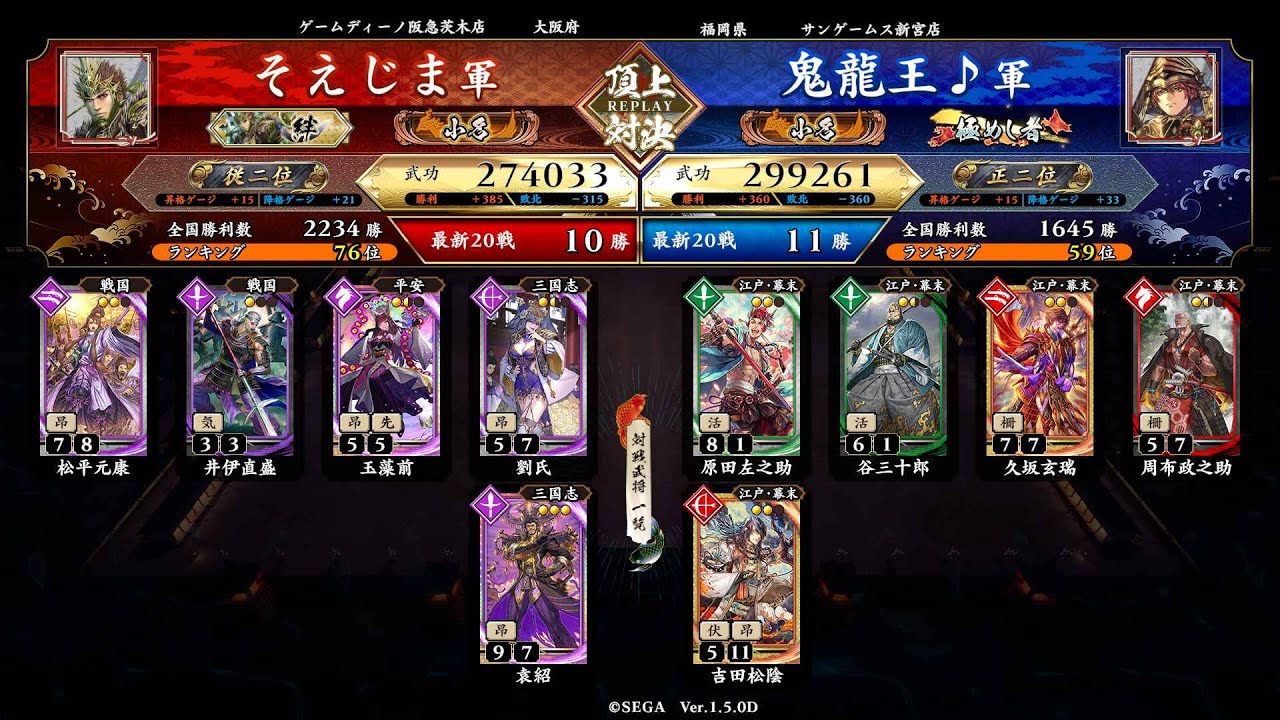 ゲームディーノ阪急茨木店 大阪府 福岡県 サンゲームス新宮店
そえじま軍 頂上 REPLAY 対決 鬼龍王♪軍
絆 小名 小名 極めし者
従二位 武功 274033 武功 299261 正二位
昇格ゲージ +15 降格ゲージ +21 勝利 +385 敗北 -315 勝利 +360 敗北 -360 昇格ゲージ +15 降格ゲージ +33
全国勝利数 2234勝 最新20戦 10勝 最新20戦 11勝 全国勝利数 1645勝
ランキング 76位 ランキング 59位
戦国 戦国 平安 三国志 江戸・幕末 江戸・幕末 江戸・幕末 江戸・幕末
昴 気 昴 先 昴 活 活 柵 柵
7 8 3 3 5 5 5 7 8 1 6 1 7 7 5 7
松平元康 井伊直盛 玉藻前 劉氏 原田左之助 谷三十郎 久坂玄瑞 周布政之助
対戦武将一覧
三国志 江戸・幕末
昴 伏 昴
9 7 5 11
袁紹 吉田松陰
©SEGA Ver.1.5.0D